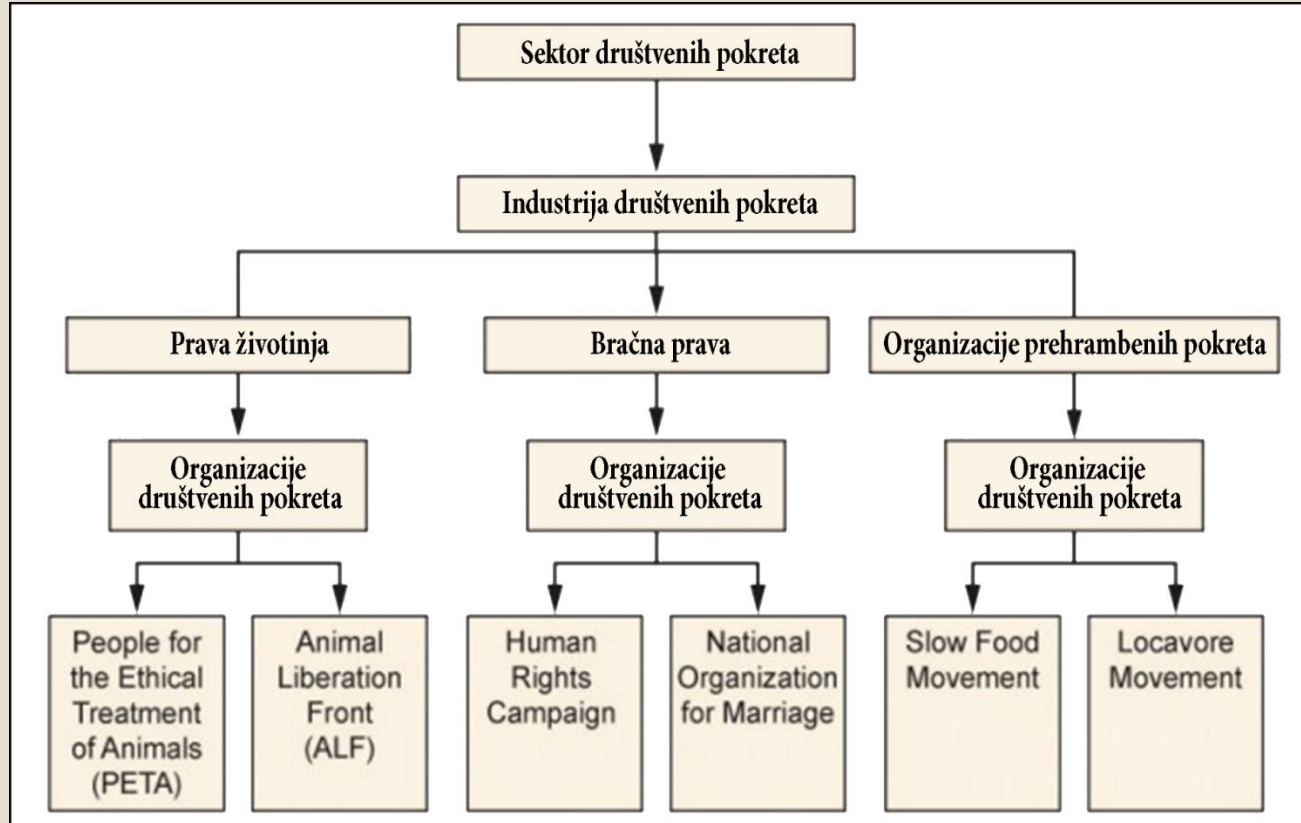 Sektor društvenih pokreta
Industrija društvenih pokreta
Prava životinja
Bračna prava
Organizacije prehrambenih pokreta
Organizacije
društvenih pokreta
Organizacije
društvenih pokreta
Organizacije
društvenih pokreta
People for
the Ethical
Treatment
of Animals
(PETA)
Animal
Liberation
Front
(ALF)
Human
Rights
Campaign
National
Organization
for Marriage
Slow Food
Movement
Locavore
Movement